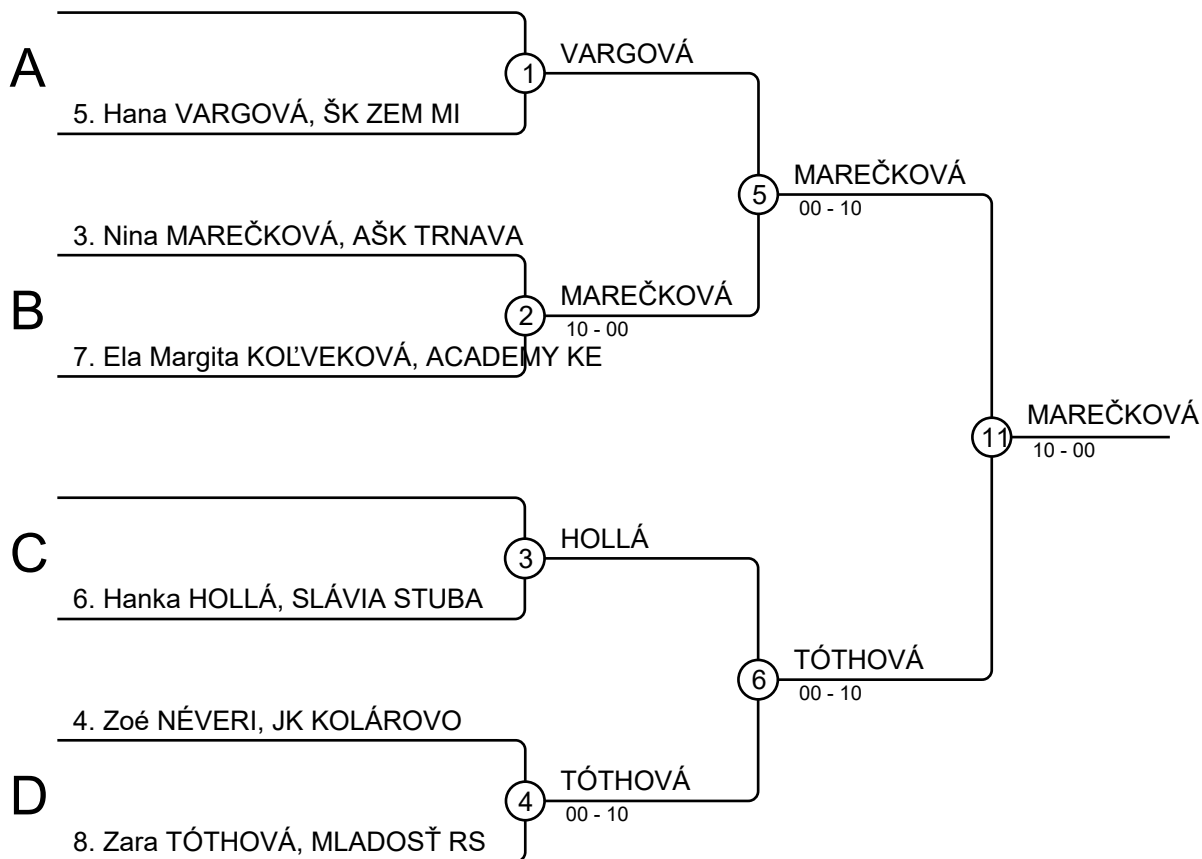 A
1
VARGOVÁ
5. Hana VARGOVÁ, ŠK ZEM MI
5
MAREČKOVÁ
00 - 10
3. Nina MAREČKOVÁ, AŠK TRNAVA
B
2
MAREČKOVÁ
10 - 00
7. Ela Margita KOĽVEKOVÁ, ACADEMY KE
11
MAREČKOVÁ
10 - 00
C
3
HOLLÁ
6. Hanka HOLLÁ, SLÁVIA STUBA
6
TÓTHOVÁ
00 - 10
4. Zoé NÉVERI, JK KOLÁROVO
D
4
TÓTHOVÁ
00 - 10
8. Zara TÓTHOVÁ, MLADOSŤ RS